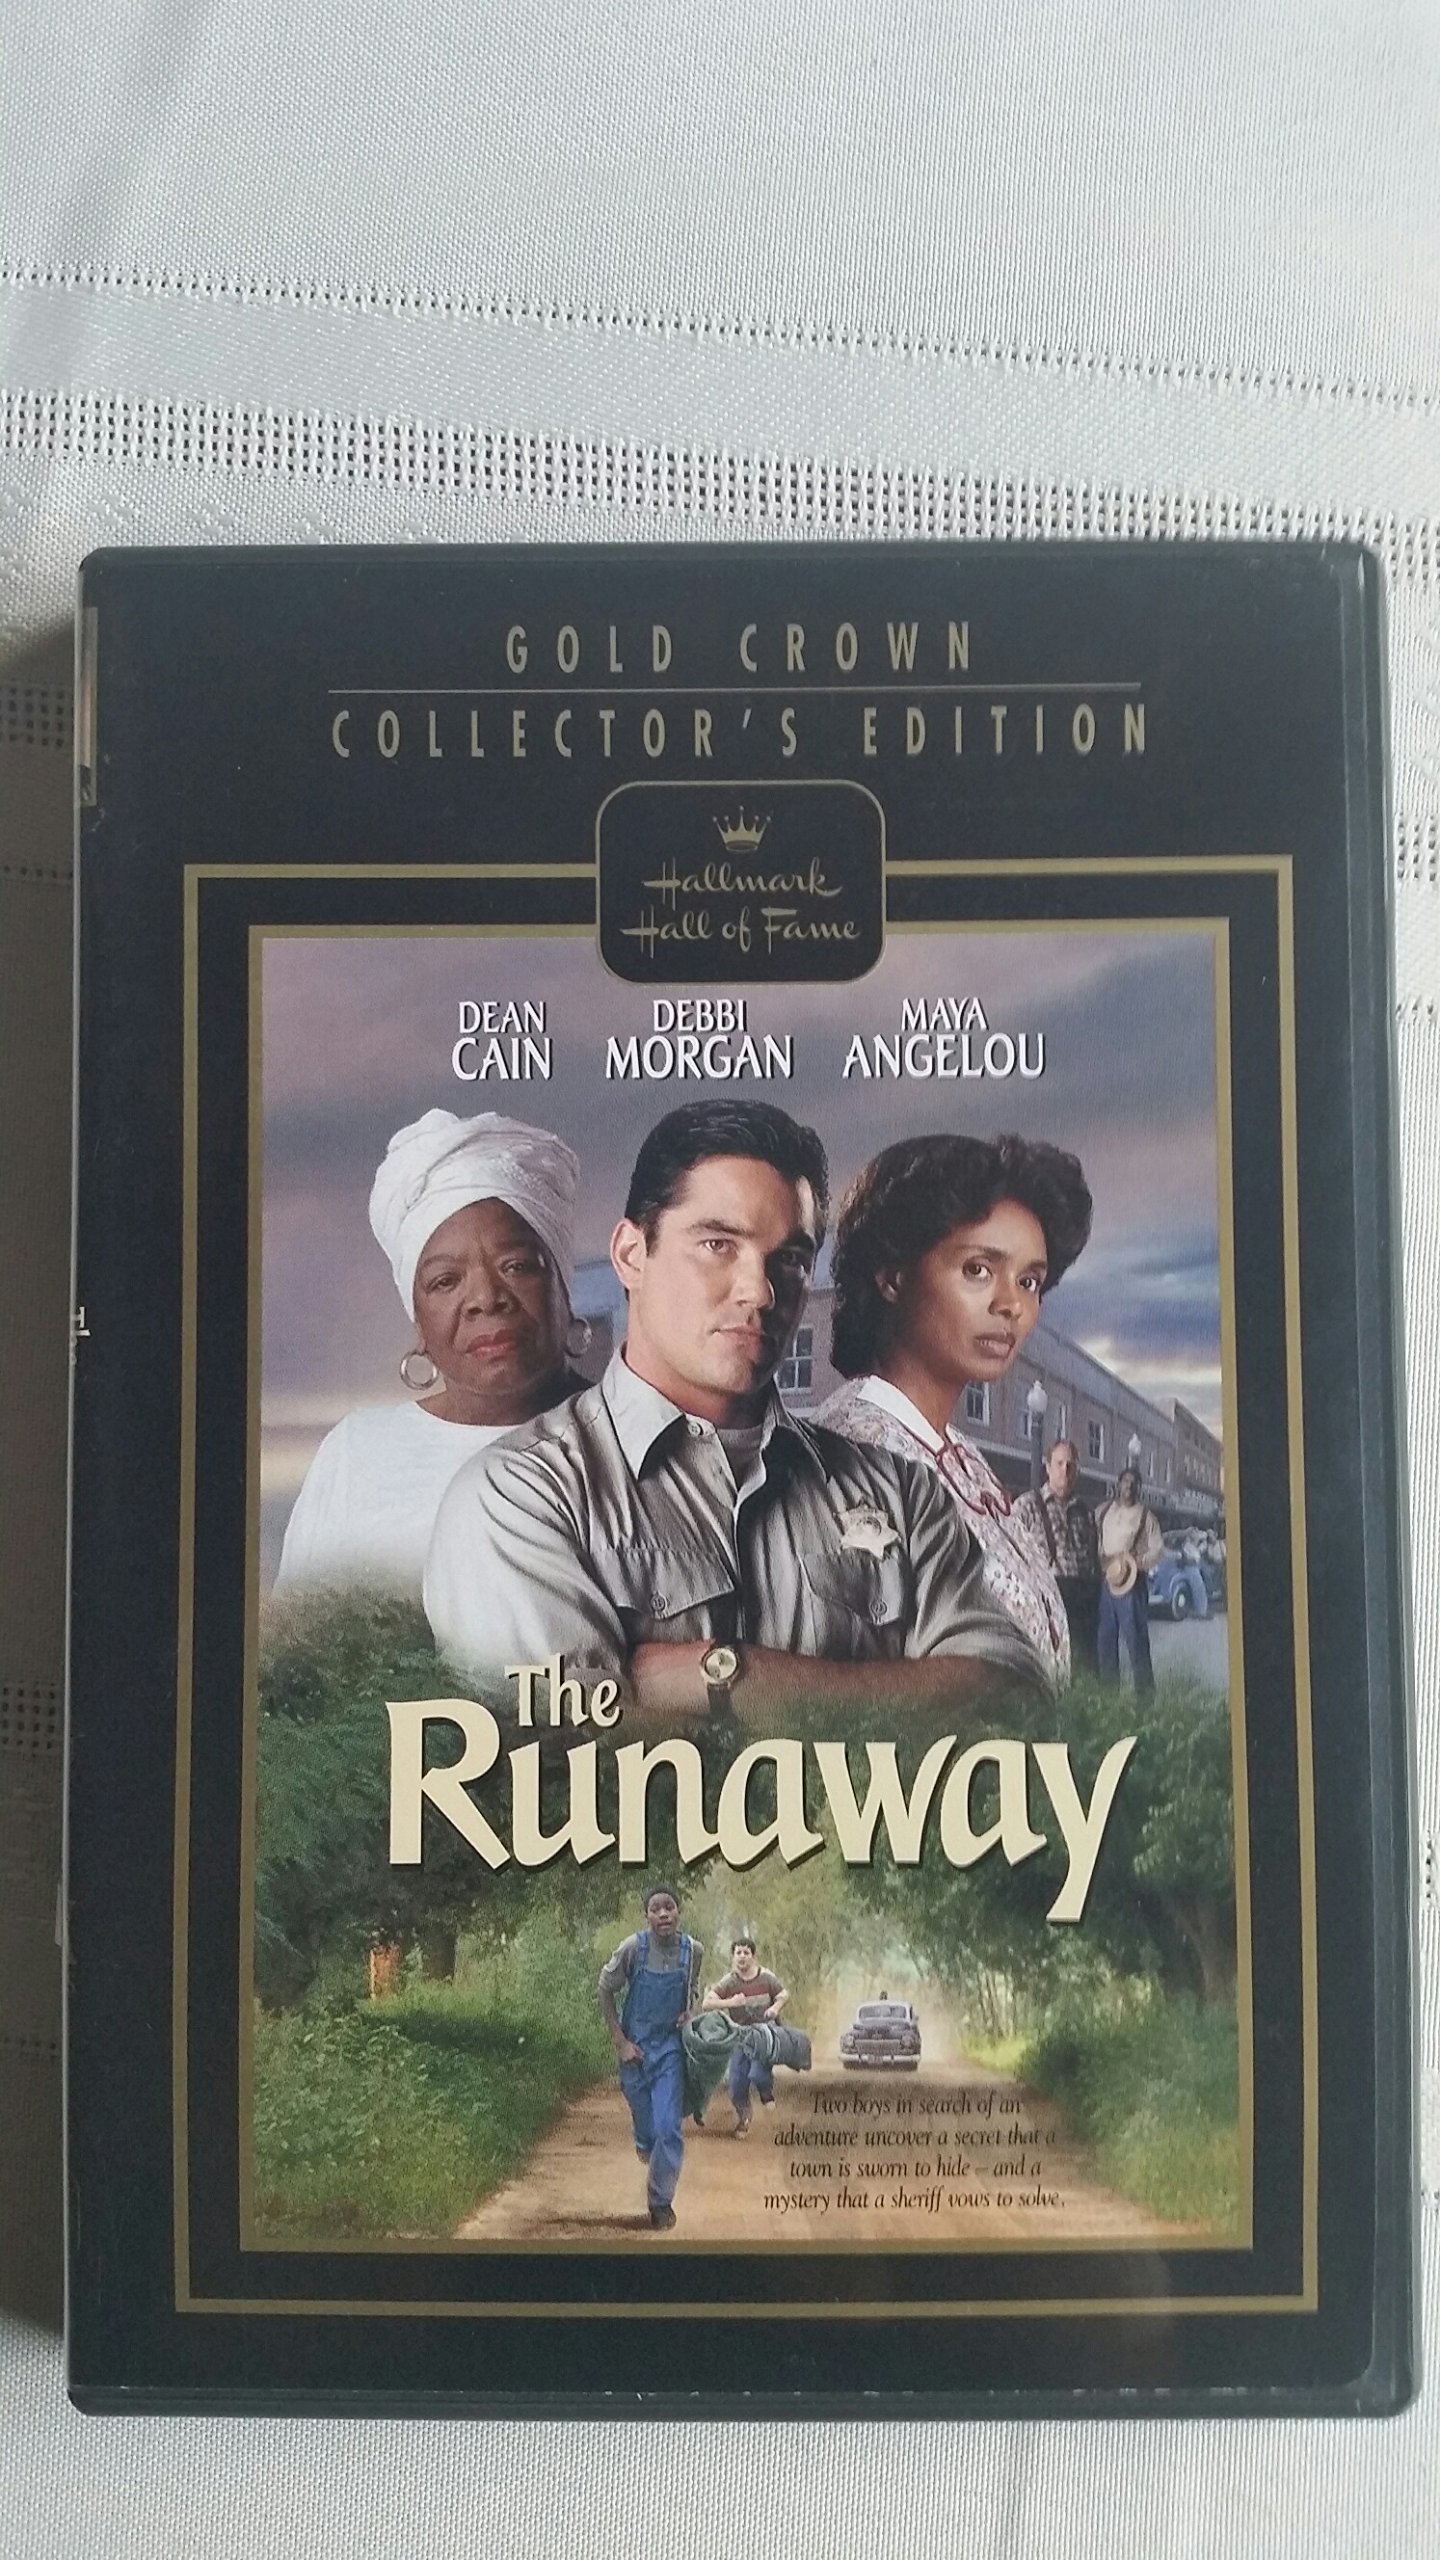 GOLD CROWN
COLLECTOR'S EDITION
Hallmark
Hall of Fame
DEAN CAIN
DEBBI MORGAN
MAYA ANGELOU
The
Runaway
Two boys in search of an
adventure uncover a secret that a
town is sworn to hide – and a
mystery that a sheriff vows to solve.